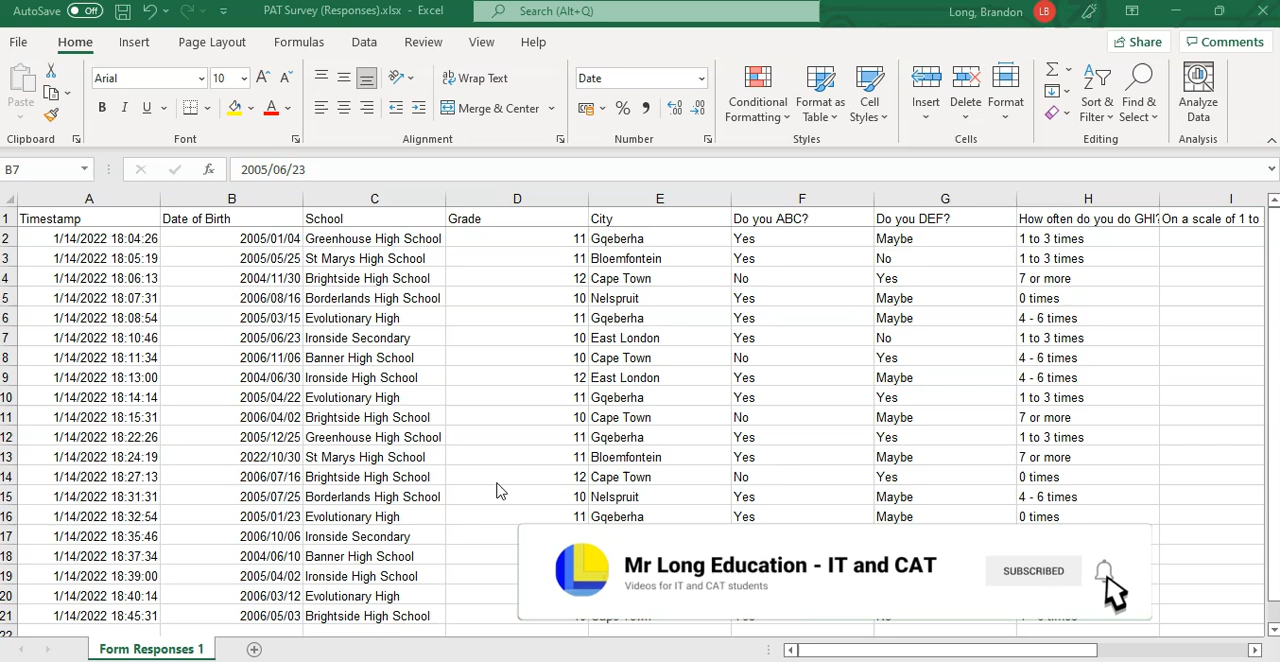 AutoSave Off PAT Survey (Responses).xlsx - Excel Search (Alt+Q) Long, Brandon LB
File Home Insert Page Layout Formulas Data Review View Help Share Comments
Arial 10 Wrap Text Date
Paste B I U Merge & Center Conditional Formatting Format as Table Cell Styles Insert Delete Format Sort & Filter Find & Select Analyze Data
Clipboard Font Alignment Number Styles Cells Editing Analysis
B7 fx 2005/06/23
A B C D E F G H I
1 Timestamp Date of Birth School Grade City Do you ABC? Do you DEF? How often do you do GHI? On a scale of 1 to
2 1/14/2022 18:04:26 2005/01/04 Greenhouse High School 11 Gqeberha Yes Maybe 1 to 3 times
3 1/14/2022 18:05:19 2005/05/25 St Marys High School 11 Bloemfontein Yes No 1 to 3 times
4 1/14/2022 18:06:13 2004/11/30 Brightside High School 12 Cape Town No Yes 7 or more
5 1/14/2022 18:07:31 2006/08/16 Borderlands High School 10 Nelspruit Yes Maybe 0 times
6 1/14/2022 18:08:54 2005/03/15 Evolutionary High 11 Gqeberha Yes Maybe 4 - 6 times
7 1/14/2022 18:10:46 2005/06/23 Ironside Secondary 10 East London Yes No 1 to 3 times
8 1/14/2022 18:11:34 2006/11/06 Banner High School 10 Cape Town No Yes 4 - 6 times
9 1/14/2022 18:13:00 2004/06/30 Ironside High School 12 East London Yes Maybe 4 - 6 times
10 1/14/2022 18:14:14 2005/04/22 Evolutionary High 11 Gqeberha Yes Yes 1 to 3 times
11 1/14/2022 18:15:31 2006/04/02 Brightside High School 10 Cape Town No Maybe 7 or more
12 1/14/2022 18:22:26 2005/12/25 Greenhouse High School 11 Gqeberha Yes Yes 1 to 3 times
13 1/14/2022 18:24:19 2022/10/30 St Marys High School 11 Bloemfontein Yes Maybe 7 or more
14 1/14/2022 18:27:13 2006/07/16 Brightside High School 12 Cape Town No Yes 0 times
15 1/14/2022 18:31:31 2005/07/25 Borderlands High School 10 Nelspruit Yes Maybe 4 - 6 times
16 1/14/2022 18:32:54 2005/01/23 Evolutionary High 11 Gqeberha Yes Maybe 0 times
17 1/14/2022 18:35:46 2006/10/06 Ironside Secondary
18 1/14/2022 18:37:34 2004/06/10 Banner High School
19 1/14/2022 18:39:00 2005/04/02 Ironside High School
20 1/14/2022 18:40:14 2006/03/12 Evolutionary High
21 1/14/2022 18:45:31 2006/05/03 Brightside High School
Mr Long Education - IT and CAT
Videos for IT and CAT students
SUBSCRIBED
Form Responses 1